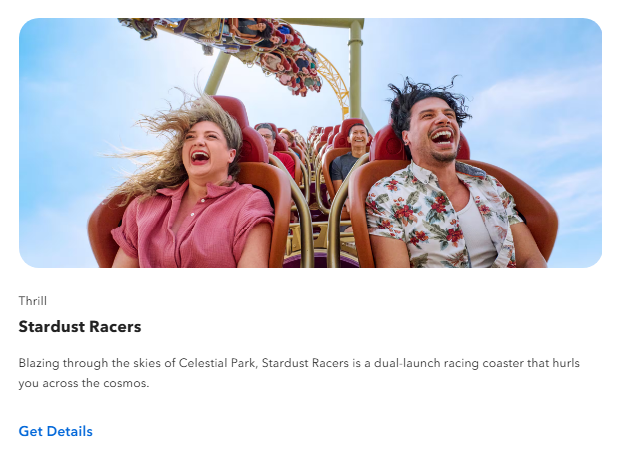 Thrill
Stardust Racers
Blazing through the skies of Celestial Park, Stardust Racers is a dual-launch racing coaster that hurls
you across the cosmos.
Get Details